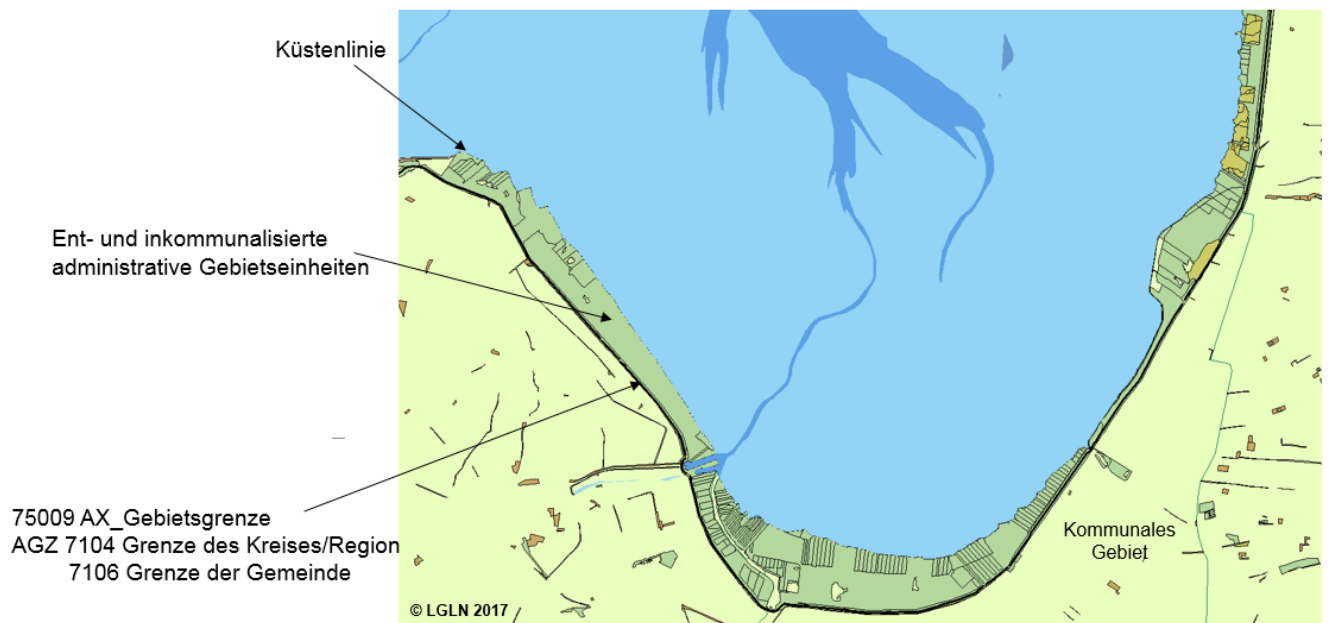 Küstenlinie
Ent- und inkommunalisierte
administrative Gebietseinheiten
75009 AX_Gebietsgrenze
AGZ 7104 Grenze des Kreises/Region
7106 Grenze der Gemeinde
Kommunales
Gebiet
© LGLN 2017